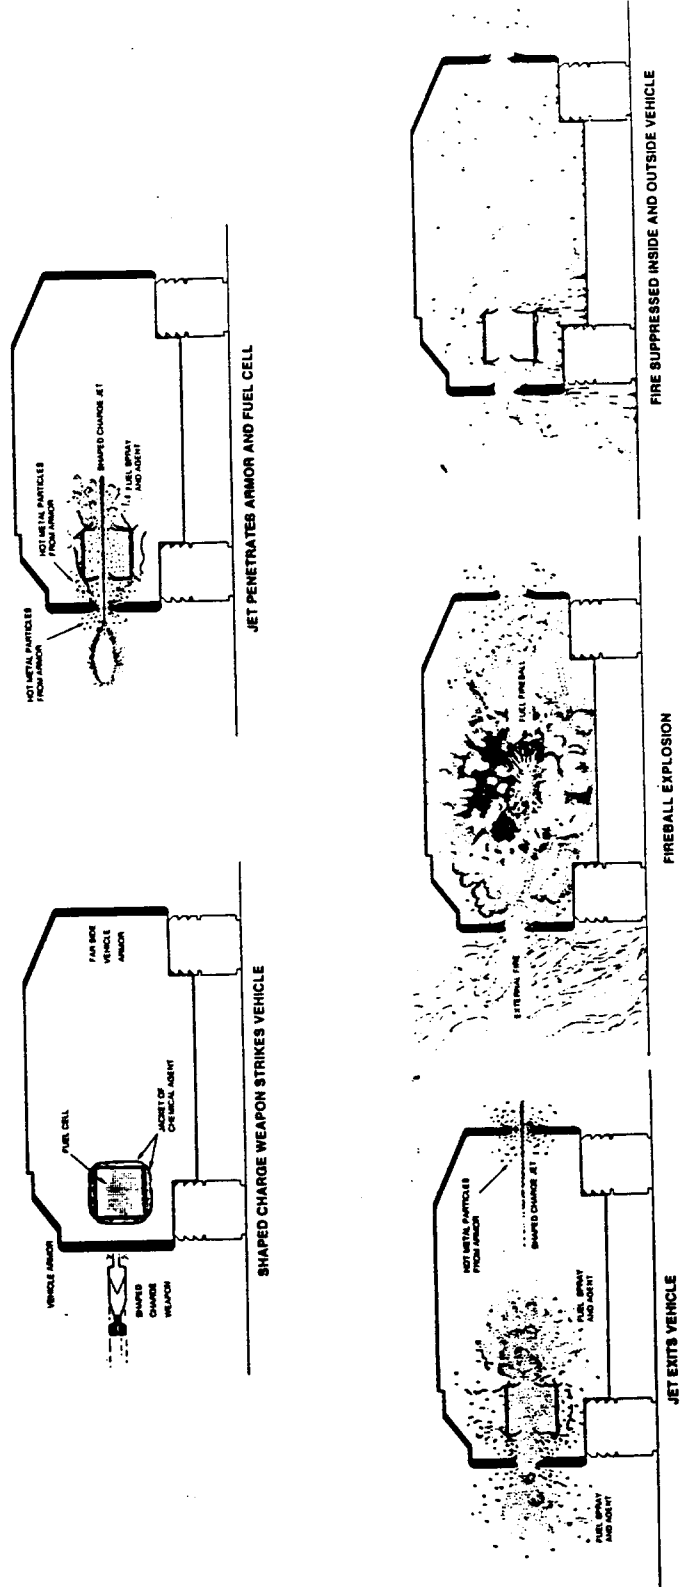 VEHICLE ARMOR
FUEL CELL
FAR SIDE
VEHICLE
ARMOR
SHAPED
CHARGE
WEAPON
JACKET OF
CHEMICAL AGENT
SHAPED CHARGE WEAPON STRIKES VEHICLE
HOT METAL PARTICLES
FROM ARMOR
HOT METAL PARTICLES
FROM ARMOR
SHAPED CHARGE JET
FUEL SPRAY
AND AGENT
JET PENETRATES ARMOR AND FUEL CELL
HOT METAL PARTICLES
FROM ARMOR
SHAPED CHARGE JET
FUEL SPRAY
AND AGENT
FUEL SPRAY
AND AGENT
JET EXITS VEHICLE
EXTERNAL FIRE
FUEL FIREBALL
FIREBALL EXPLOSION
FIRE SUPPRESSED INSIDE AND OUTSIDE VEHICLE